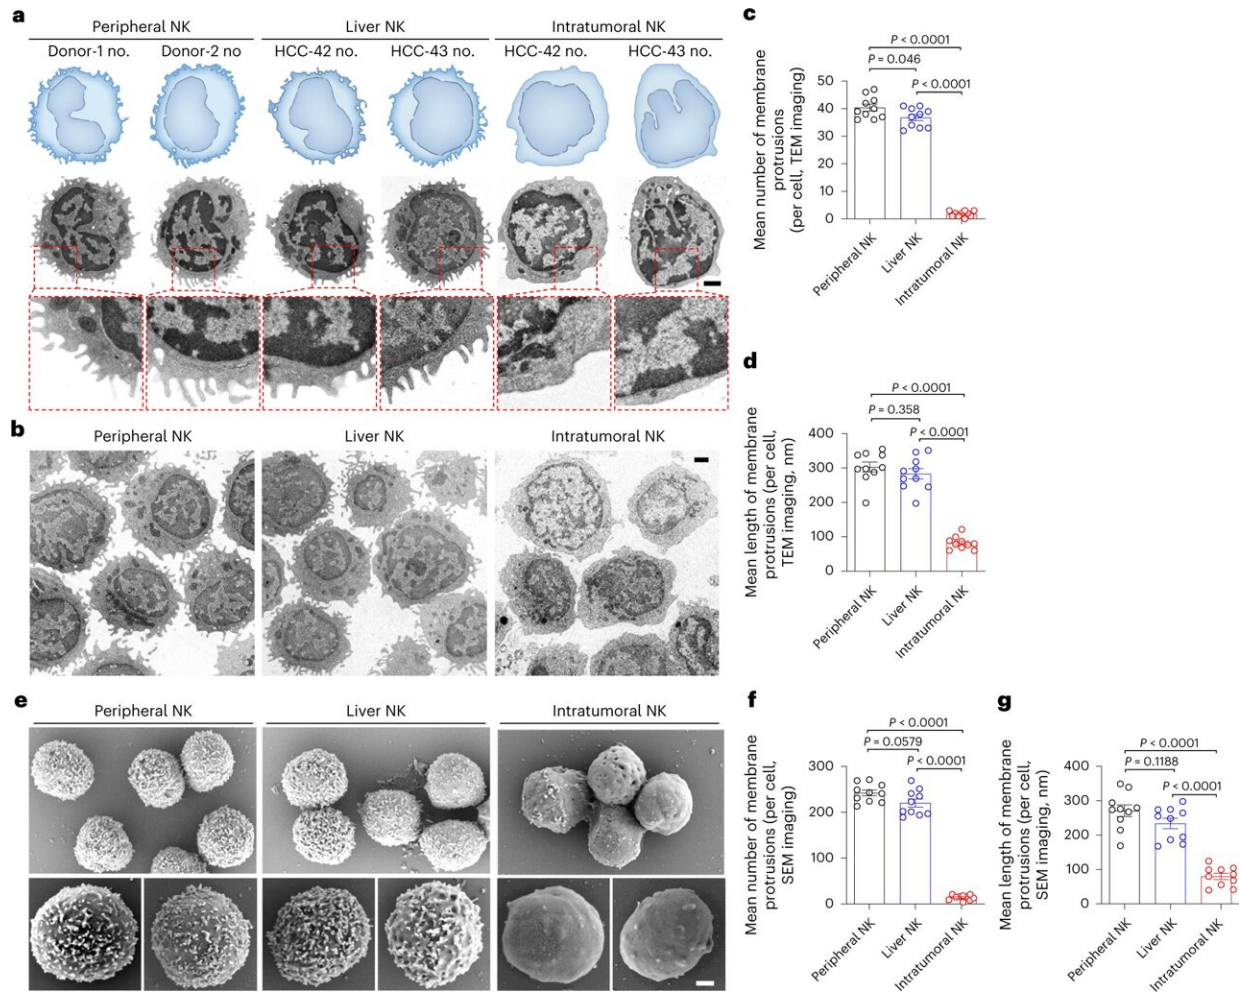 a
Peripheral NK
Liver NK
Intratumoral NK
Donor-1 no.
Donor-2 no
HCC-42 no.
HCC-43 no.
HCC-42 no.
HCC-43 no.
b
Peripheral NK
Liver NK
Intratumoral NK
e
Peripheral NK
Liver NK
Intratumoral NK
c
P < 0.0001
P = 0.046
P < 0.0001
Mean number of membrane
protrusions
(per cell, TEM imaging)
50
40
30
20
10
0
Peripheral NK
Liver NK
Intratumoral NK
d
P < 0.0001
P = 0.358
P < 0.0001
Mean length of membrane
protrusions (per cell,
TEM imaging, nm)
400
300
200
100
0
Peripheral NK
Liver NK
Intratumoral NK
f
P < 0.0001
P = 0.0579
P < 0.0001
Mean number of membrane
protrusions (per cell,
SEM imaging)
300
200
100
0
Peripheral NK
Liver NK
Intratumoral NK
g
P < 0.0001
P = 0.1188
P < 0.0001
Mean length of membrane
protrusions (per cell,
SEM imaging, nm)
400
300
200
100
0
Peripheral NK
Liver NK
Intratumoral NK